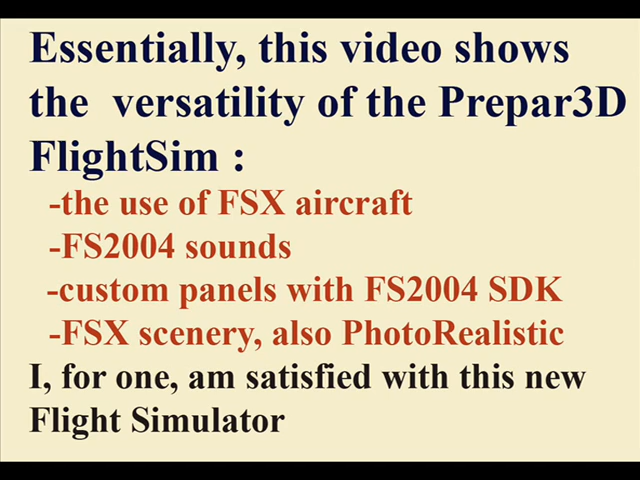 Essentially, this video shows
the versatility of the Prepar3D
FlightSim :
-the use of FSX aircraft
-FS2004 sounds
-custom panels with FS2004 SDK
-FSX scenery, also PhotoRealistic
I, for one, am satisfied with this new
Flight Simulator